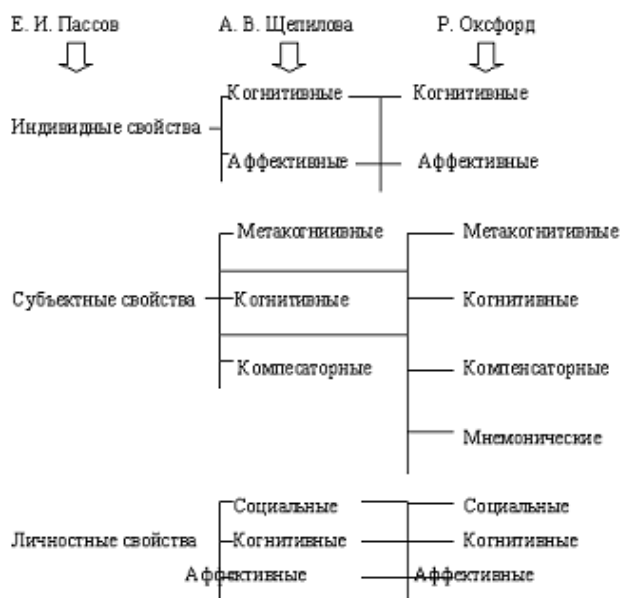 Е. И. Пассов А. В. Щепилова Р. Оксфорд
Когнитивные Когнитивные
Индивидные свойства
Аффективные Аффективные
Метакогниивные Метакогнитивные
Субъектные свойства Когнитивные Когнитивные
Компесаторные Компенсаторные
Мнемонические
Социальные Социальные
Личностные свойства Когнитивные Когнитивные
Аффективные Аффективные